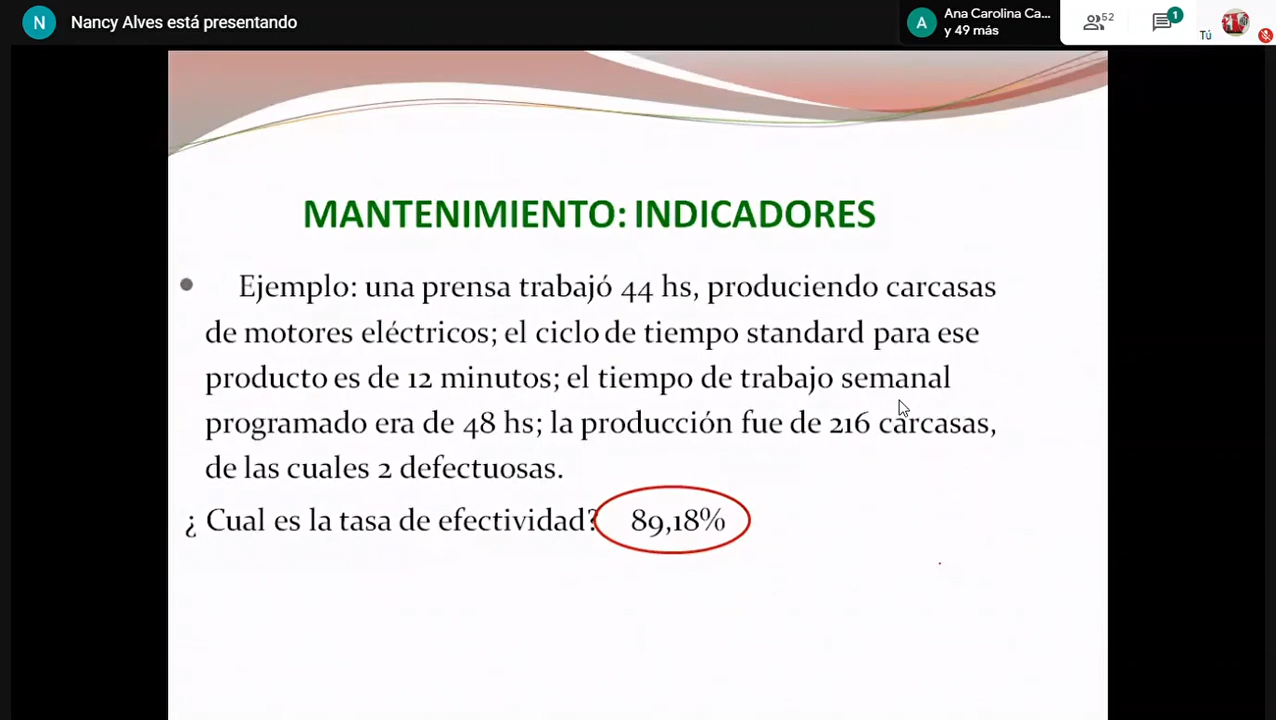 N Nancy Alves está presentando
A Ana Carolina Ca...
y 49 más
52
1
Tú
MANTENIMIENTO: INDICADORES
• Ejemplo: una prensa trabajó 44 hs, produciendo carcasas
de motores eléctricos; el ciclo de tiempo standard para ese
producto es de 12 minutos; el tiempo de trabajo semanal
programado era de 48 hs; la producción fue de 216 carcasas,
de las cuales 2 defectuosas.
¿ Cual es la tasa de efectividad? 89,18%